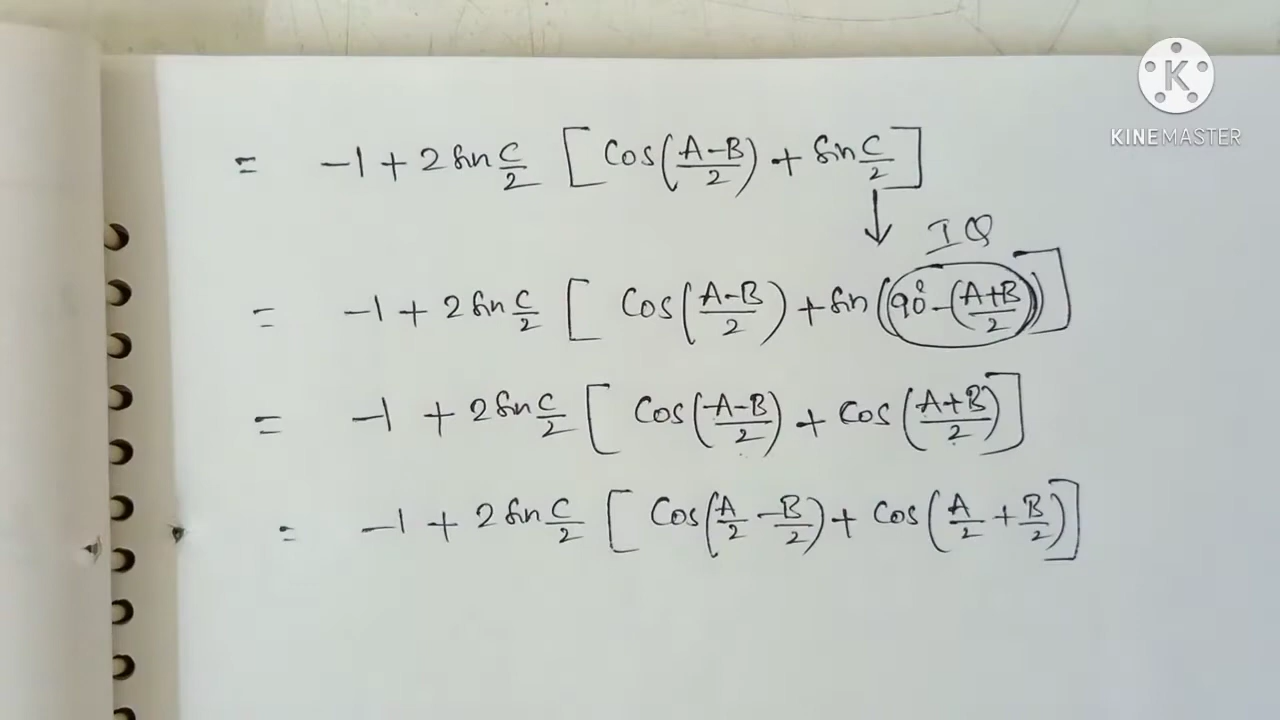 K
KINEMASTER
= -1 + 2 sin C/2 [ cos(A-B/2) + sin C/2 ]
↓ IQ
= -1 + 2 sin C/2 [ cos(A-B/2) + sin (90° - (A+B/2)) ]
= -1 + 2 sin C/2 [ cos(A-B/2) + cos(A+B/2) ]
= -1 + 2 sin C/2 [ cos(A/2 - B/2) + cos(A/2 + B/2) ]